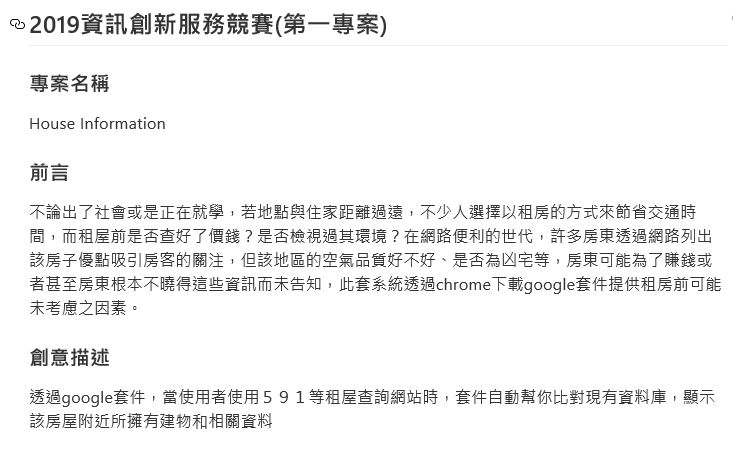 2019資訊創新服務競賽(第一專案)
專案名稱
House Information
前言
不論出了社會或是正在就學，若地點與住家距離過遠，不少人選擇以租房的方式來節省交通時
間，而租屋前是否查好了價錢？是否檢視過其環境？在網路便利的世代，許多房東透過網路列出
該房子優點吸引房客的關注，但該地區的空氣品質好不好、是否為凶宅等，房東可能為了賺錢或
者甚至房東根本不曉得這些資訊而未告知，此套系統透過chrome下載google套件提供租房前可能
未考慮之因素。
創意描述
透過google套件，當使用者使用５９１等租屋查詢網站時，套件自動幫你比對現有資料庫，顯示
該房屋附近所擁有建物和相關資料